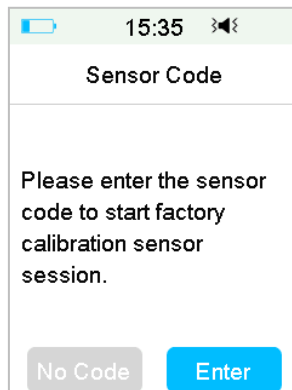 15:35
Sensor Code
Please enter the sensor
code to start factory
calibration sensor
session.
No Code
Enter